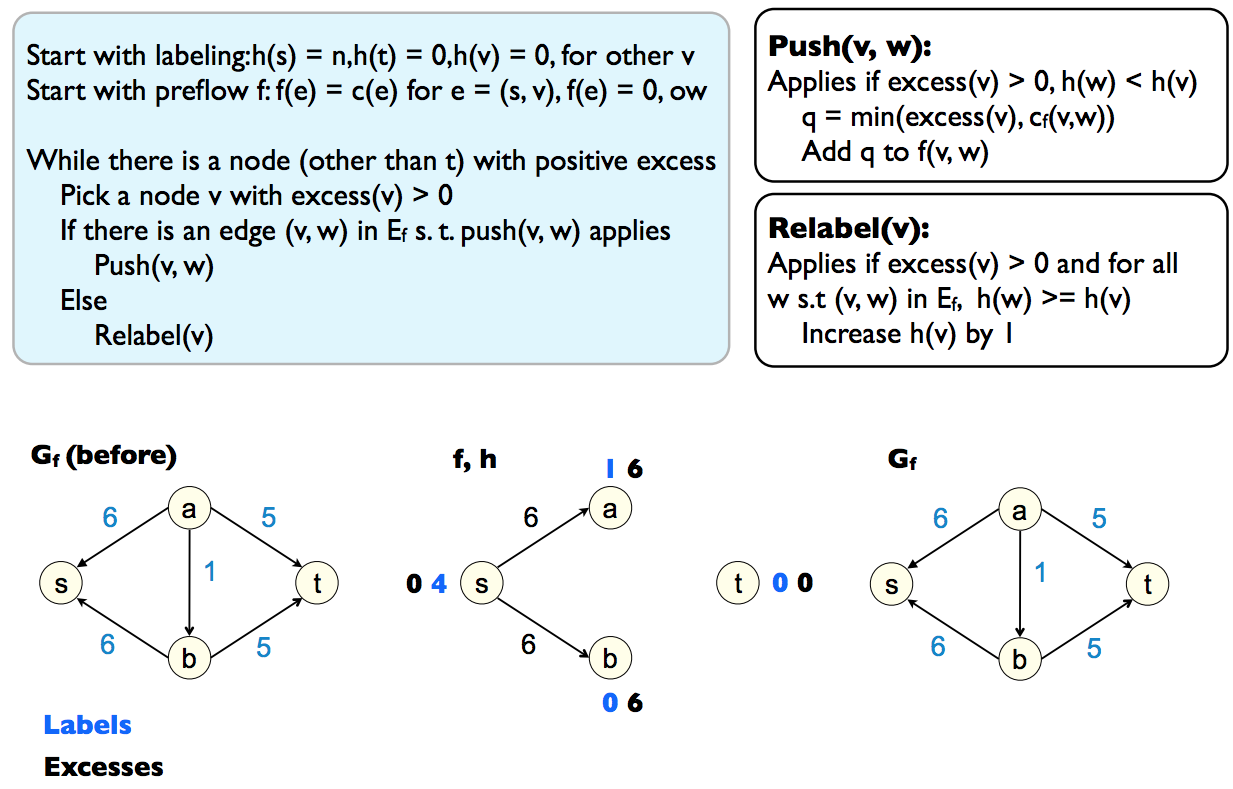 Start with labeling:h(s) = n,h(t) = 0,h(v) = 0, for other v
Start with preflow f: f(e) = c(e) for e = (s, v), f(e) = 0, ow
While there is a node (other than t) with positive excess
Pick a node v with excess(v) > 0
If there is an edge (v, w) in Ef s. t. push(v, w) applies
Push(v, w)
Else
Relabel(v)
Push(v, w):
Applies if excess(v) > 0, h(w) < h(v)
q = min(excess(v), cf(v,w))
Add q to f(v, w)
Relabel(v):
Applies if excess(v) > 0 and for all
w s.t (v, w) in Ef, h(w) >= h(v)
Increase h(v) by 1
Gf (before)
6
a
5
s
1
t
6
b
5
f, h
1 6
6
a
0 4
s
t
0 0
6
b
0 6
Gf
6
a
5
s
1
t
6
b
5
Labels
Excesses